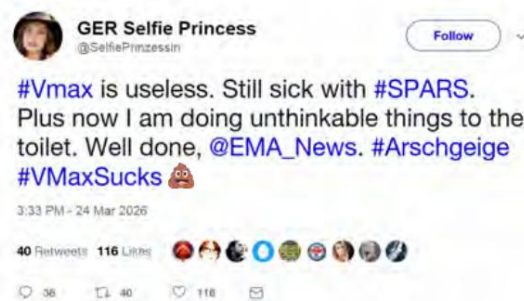 GER Selfie Princess
@SelfiePrinzessin
Follow
#Vmax is useless. Still sick with #SPARS.
Plus now I am doing unthinkable things to the
toilet. Well done, @EMA_News. #Arschgeige
#VMaxSucks 💩
3:33 PM - 24 Mar 2026
40 Retweets 116 Likes
36 40 116